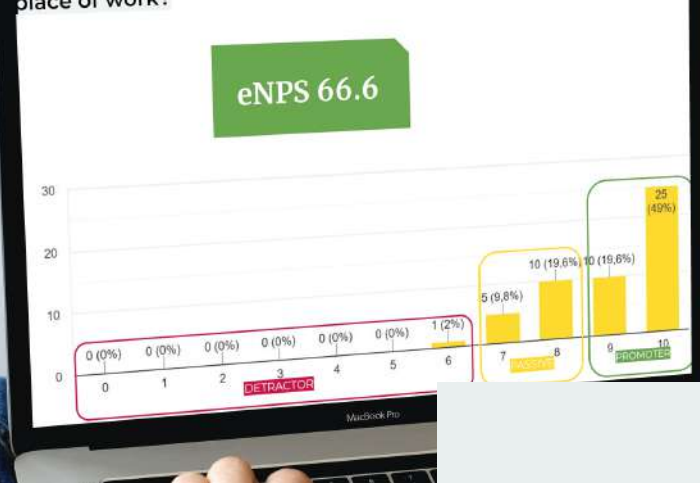 place of work?
eNPS 66.6
30
20
10
0
0 (0%) 0 (0%) 0 (0%) 0 (0%) 0 (0%) 0 (0%) 1 (2%) 5 (9,8%) 10 (19,6%) 10 (19,6%) 25
(49%)
0 1 2 3 4 5 6 7 8 9 10
DETRACTOR PASSIVE PROMOTER
MacBook Pro